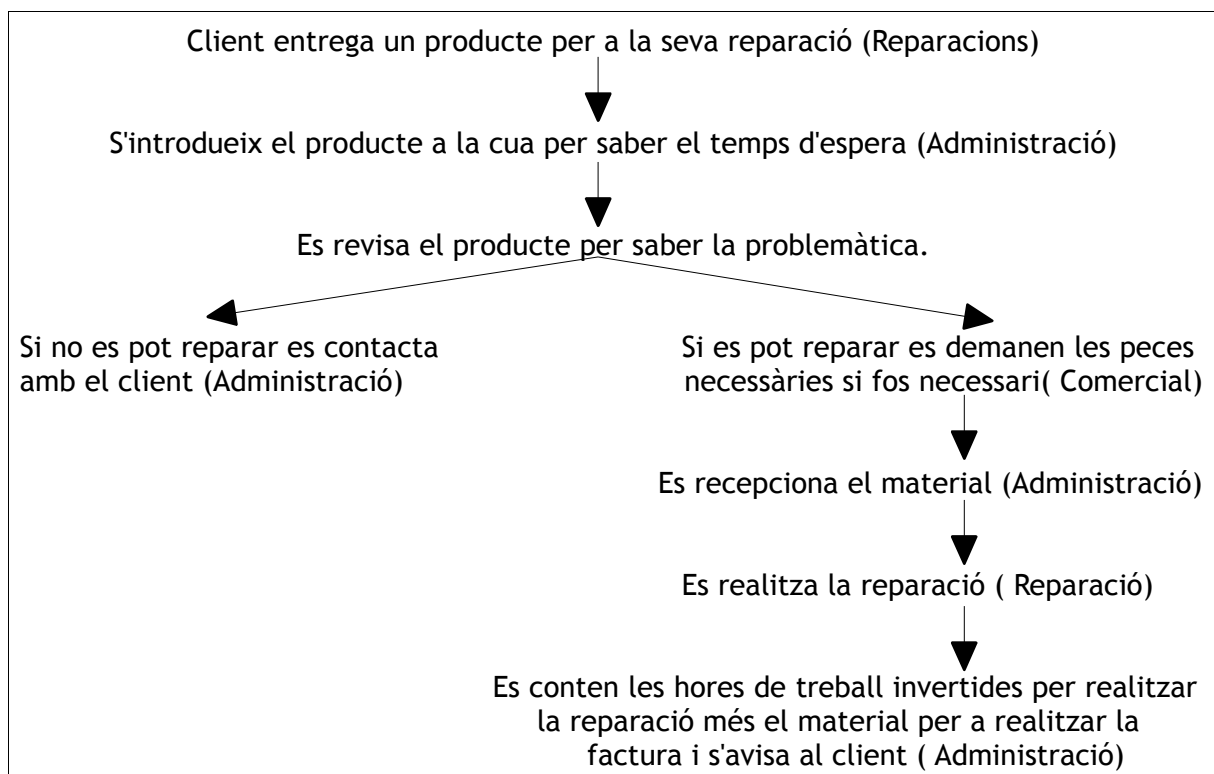 Client entrega un producte per a la seva reparació (Reparacions)
S'introdueix el producte a la cua per saber el temps d'espera (Administració)
Es revisa el producte per saber la problemàtica.
Si no es pot reparar es contacta
amb el client (Administració)
Si es pot reparar es demanen les peces
necessàries si fos necessari( Comercial)
Es recepciona el material (Administració)
Es realitza la reparació ( Reparació)
Es conten les hores de treball invertides per realitzar
la reparació més el material per a realitzar la
factura i s'avisa al client ( Administració)